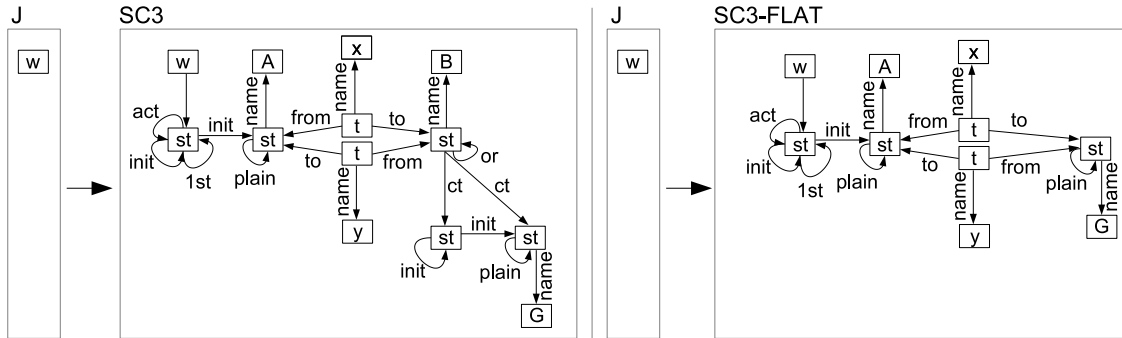 J
SC3
J
SC3-FLAT
w
w
A
x
B
name
name
name
act
st
init
init
1st
st
plain
from
to
t
t
to
from
st
or
name
y
ct
ct
st
init
init
st
plain
name
G
w
w
A
x
name
name
act
st
init
init
1st
st
plain
from
to
t
t
to
from
name
y
st
plain
name
G